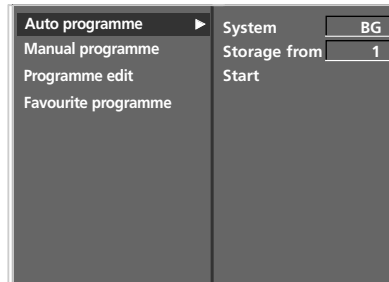 Auto programme ▶
Manual programme
Programme edit
Favourite programme
System BG
Storage from 1
Start